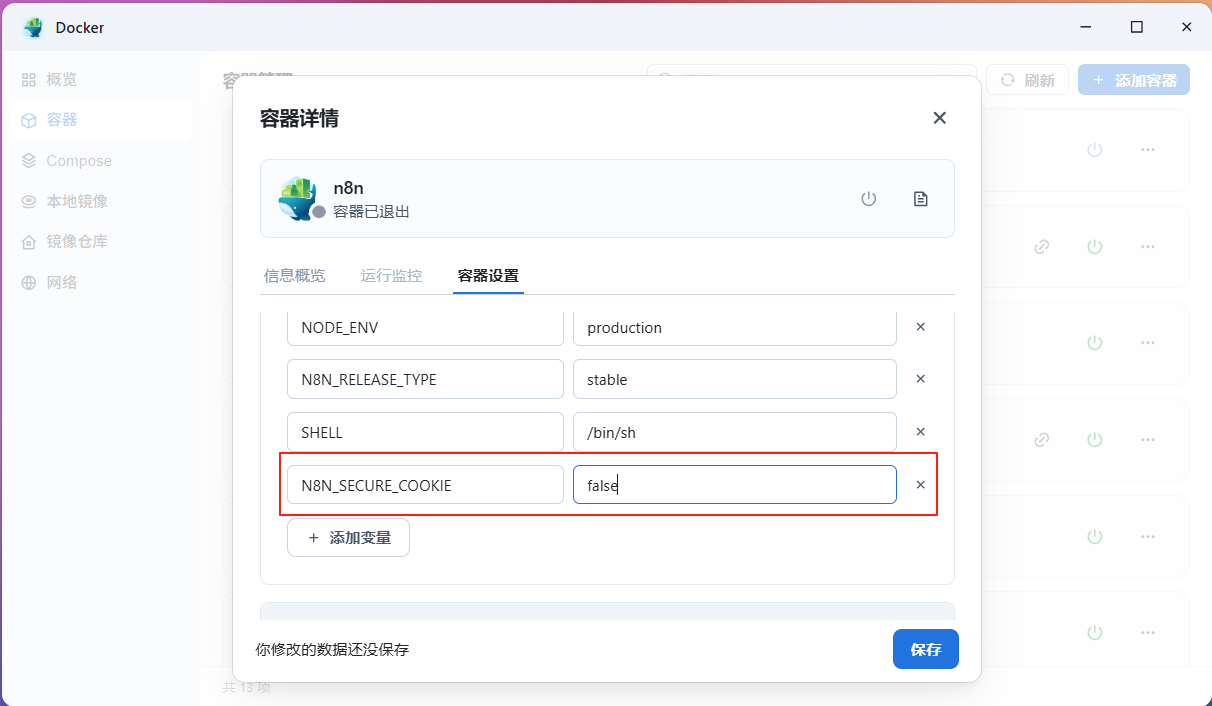 Docker
概览
容器
Compose
本地镜像
镜像仓库
网络
容器管理
刷新
+ 添加容器
容器详情
n8n
容器已退出
信息概览 运行监控 容器设置
NODE_ENV production
N8N_RELEASE_TYPE stable
SHELL /bin/sh
N8N_SECURE_COOKIE false
+ 添加变量
你修改的数据还没保存
保存
共 13 项